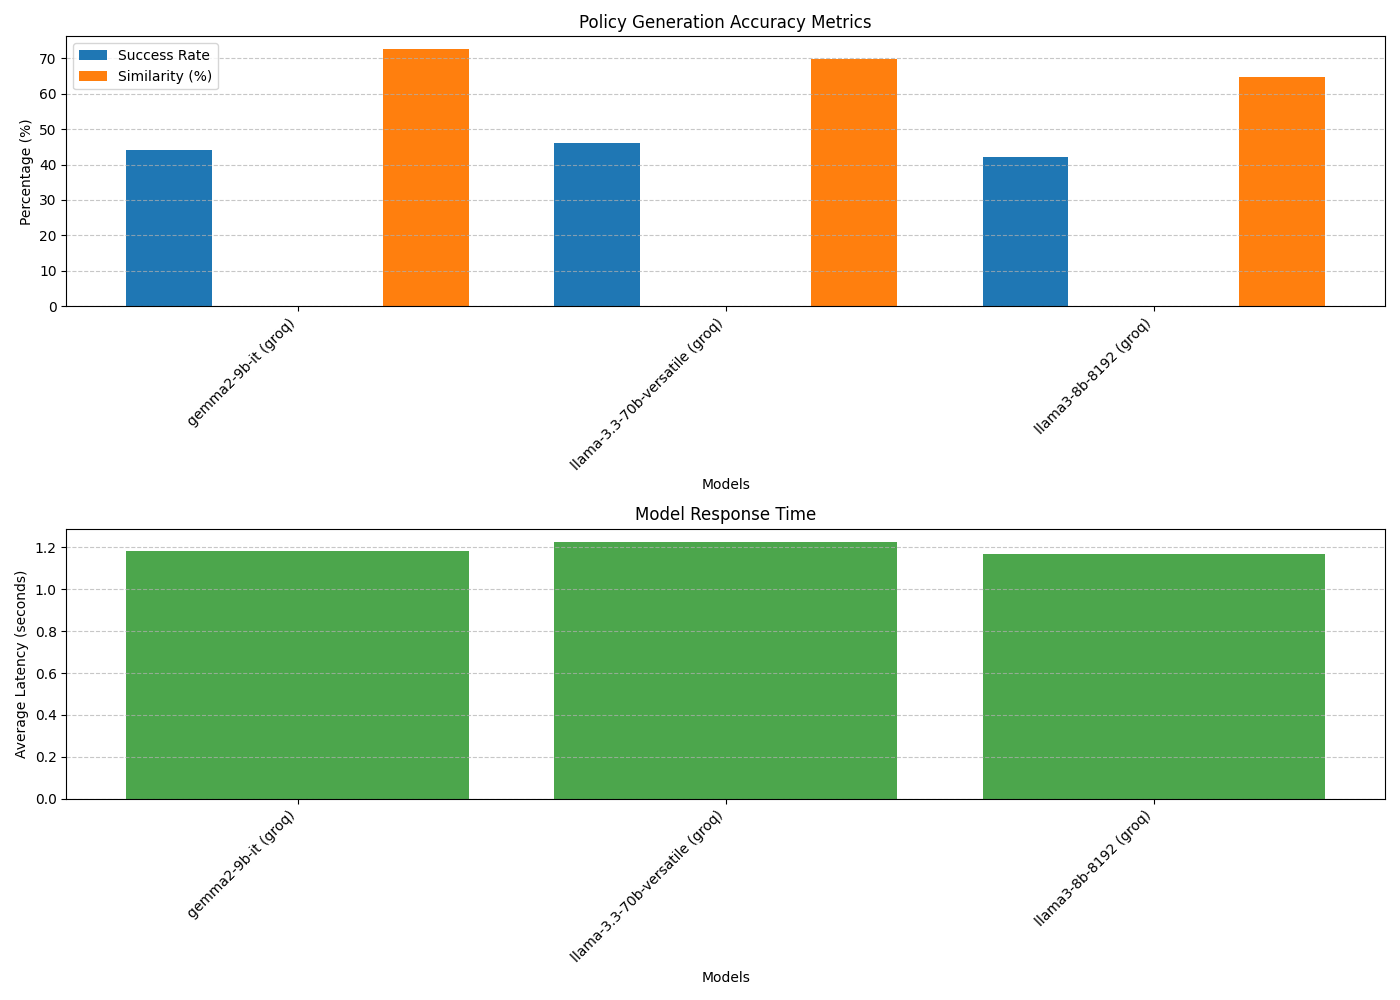 Policy Generation Accuracy Metrics
Success Rate
Similarity (%)
Percentage (%)
70
60
50
40
30
20
10
0
gemma2-9b-it (groq)
llama-3.3-70b-versatile (groq)
llama3-8b-8192 (groq)
Models
Model Response Time
Average Latency (seconds)
1.2
1.0
0.8
0.6
0.4
0.2
0.0
gemma2-9b-it (groq)
llama-3.3-70b-versatile (groq)
llama3-8b-8192 (groq)
Models